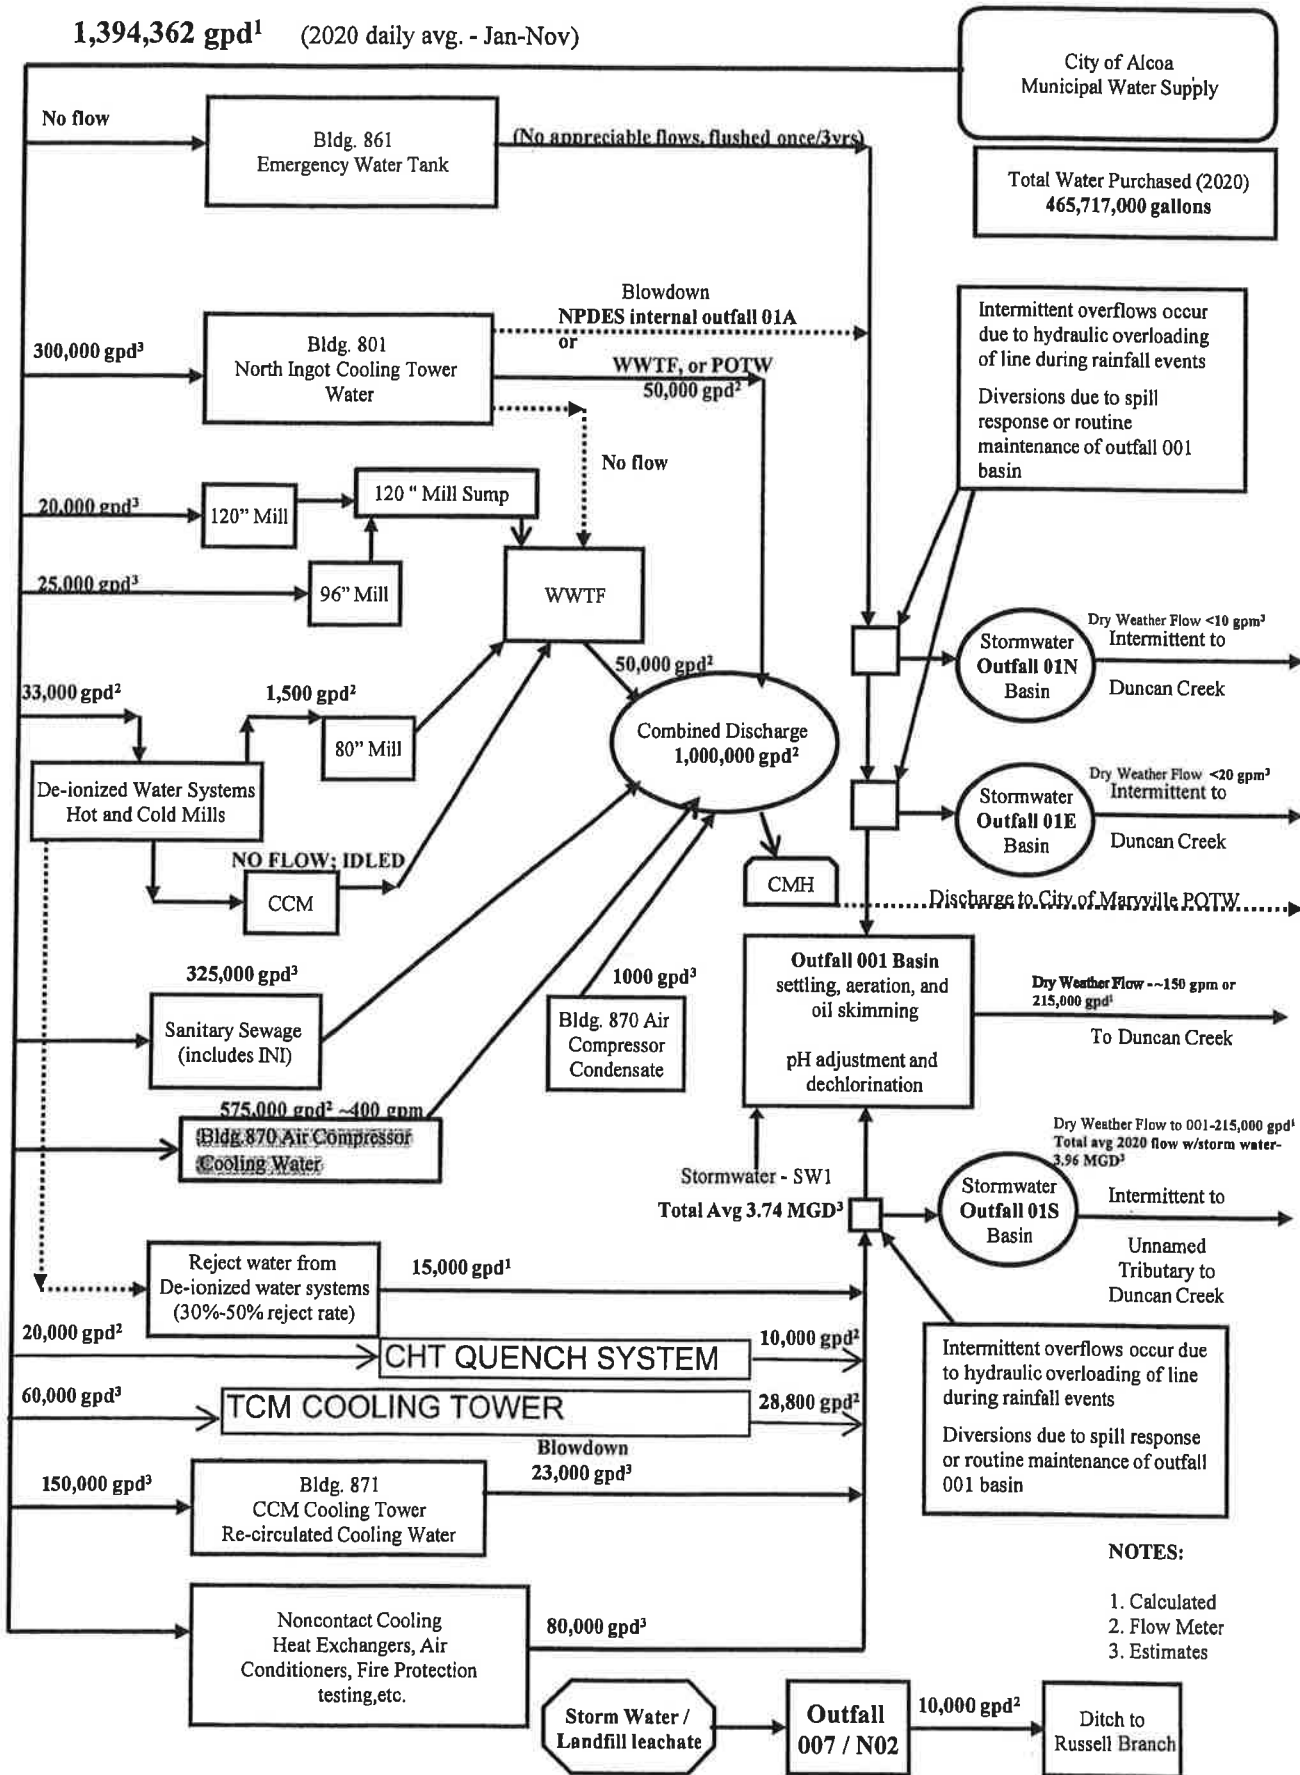 1,394,362 gpd¹ (2020 daily avg. - Jan-Nov)
City of Alcoa
Municipal Water Supply
No flow
Bldg. 861
Emergency Water Tank
(No appreciable flows, flushed once/3yrs)
Total Water Purchased (2020)
465,717,000 gallons
Blowdown
NPDES internal outfall 01A
or
WWTF, or POTW
50,000 gpd²
300,000 gpd³
Bldg. 801
North Ingot Cooling Tower
Water
No flow
Intermittent overflows occur
due to hydraulic overloading
of line during rainfall events
Diversions due to spill
response or routine
maintenance of outfall 001
basin
20,000 gpd³
120” Mill
120 " Mill Sump
25,000 gpd³
96” Mill
WWTF
50,000 gpd²
33,000 gpd²
1,500 gpd²
80” Mill
De-ionized Water Systems
Hot and Cold Mills
NO FLOW; IDLED
CCM
Combined Discharge
1,000,000 gpd²
Stormwater
Outfall 01N
Basin
Dry Weather Flow <10 gpm³
Intermittent to
Duncan Creek
Stormwater
Outfall 01E
Basin
Dry Weather Flow <20 gpm³
Intermittent to
Duncan Creek
CMH
Discharge to City of Maryville POTW
325,000 gpd³
Sanitary Sewage
(includes INI)
1000 gpd³
Bldg. 870 Air
Compressor
Condensate
Outfall 001 Basin
settling, aeration, and
oil skimming
pH adjustment and
dechlorination
Dry Weather Flow -~150 gpm or
215,000 gpd¹
To Duncan Creek
575,000 gpd² ~400 gpm
Bldg.870 Air Compressor
Cooling Water
Stormwater - SW1
Total Avg 3.74 MGD³
Dry Weather Flow to 001-215,000 gpd¹
Total avg 2020 flow w/storm water-
3.96 MGD³
Stormwater
Outfall 01S
Basin
Intermittent to
Unnamed
Tributary to
Duncan Creek
Reject water from
De-ionized water systems
(30%-50% reject rate)
15,000 gpd¹
20,000 gpd²
CHT QUENCH SYSTEM
10,000 gpd²
60,000 gpd³
TCM COOLING TOWER
28,800 gpd²
Intermittent overflows occur due
to hydraulic overloading of line
during rainfall events
Diversions due to spill response
or routine maintenance of outfall
001 basin
150,000 gpd³
Bldg. 871
CCM Cooling Tower
Re-circulated Cooling Water
Blowdown
23,000 gpd³
Noncontact Cooling
Heat Exchangers, Air
Conditioners, Fire Protection
testing,etc.
80,000 gpd³
NOTES:
1. Calculated
2. Flow Meter
3. Estimates
Storm Water /
Landfill leachate
Outfall
007 / N02
10,000 gpd²
Ditch to
Russell Branch